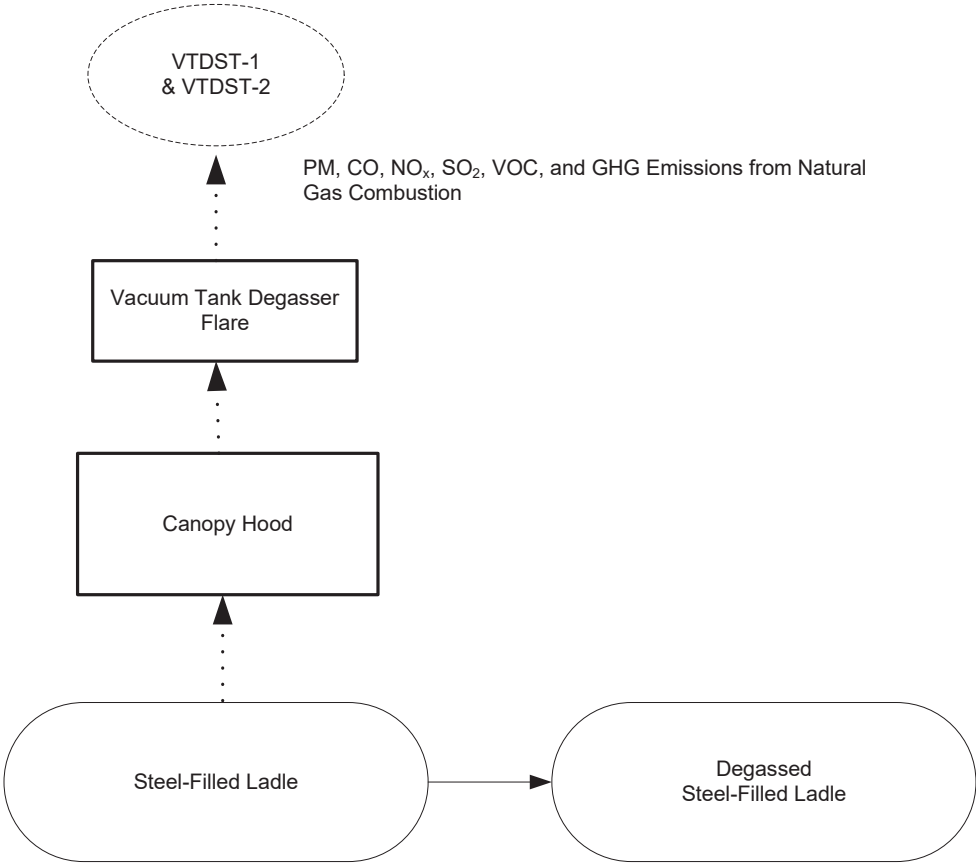 VTDST-1
& VTDST-2
PM, CO, NOₓ, SO₂, VOC, and GHG Emissions from Natural
Gas Combustion
Vacuum Tank Degasser
Flare
Canopy Hood
Steel-Filled Ladle
Degassed
Steel-Filled Ladle